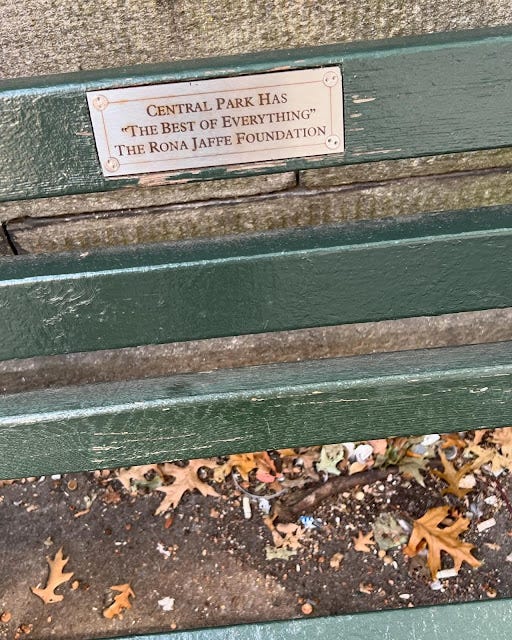 Central Park Has
"The Best of Everything"
The Rona Jaffe Foundation